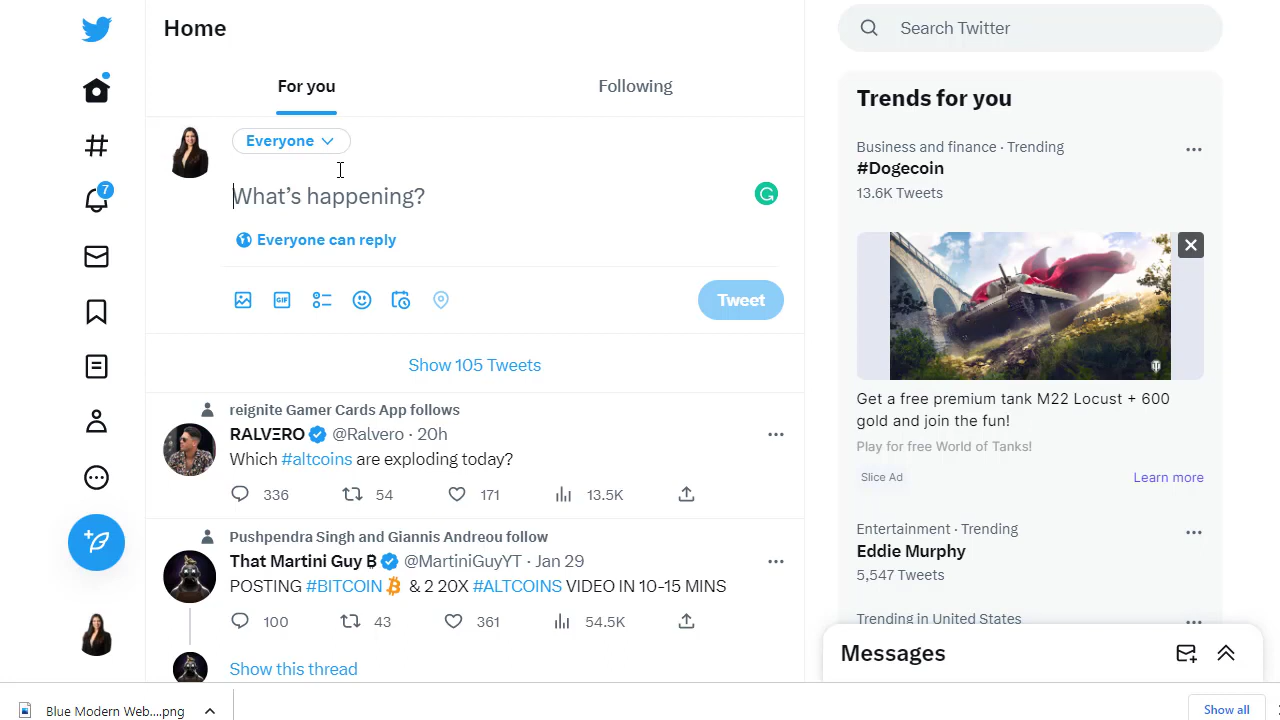 Home
For you
Following
Everyone
What's happening?
Everyone can reply
GIF
Tweet
Show 105 Tweets
reignite Gamer Cards App follows
RALVΞRO @Ralvero · 20h
Which #altcoins are exploding today?
336 54 171 13.5K
Pushpendra Singh and Giannis Andreou follow
That Martini Guy ₿ @MartiniGuyYT · Jan 29
POSTING #BITCOIN & 2 20X #ALTCOINS VIDEO IN 10-15 MINS
100 43 361 54.5K
Show this thread
7
Search Twitter
Trends for you
Business and finance · Trending
#Dogecoin
13.6K Tweets
Get a free premium tank M22 Locust + 600
gold and join the fun!
Play for free World of Tanks!
Slice Ad
Learn more
Entertainment · Trending
Eddie Murphy
5,547 Tweets
Trending in United States
Messages
Blue Modern Web....png
Show all